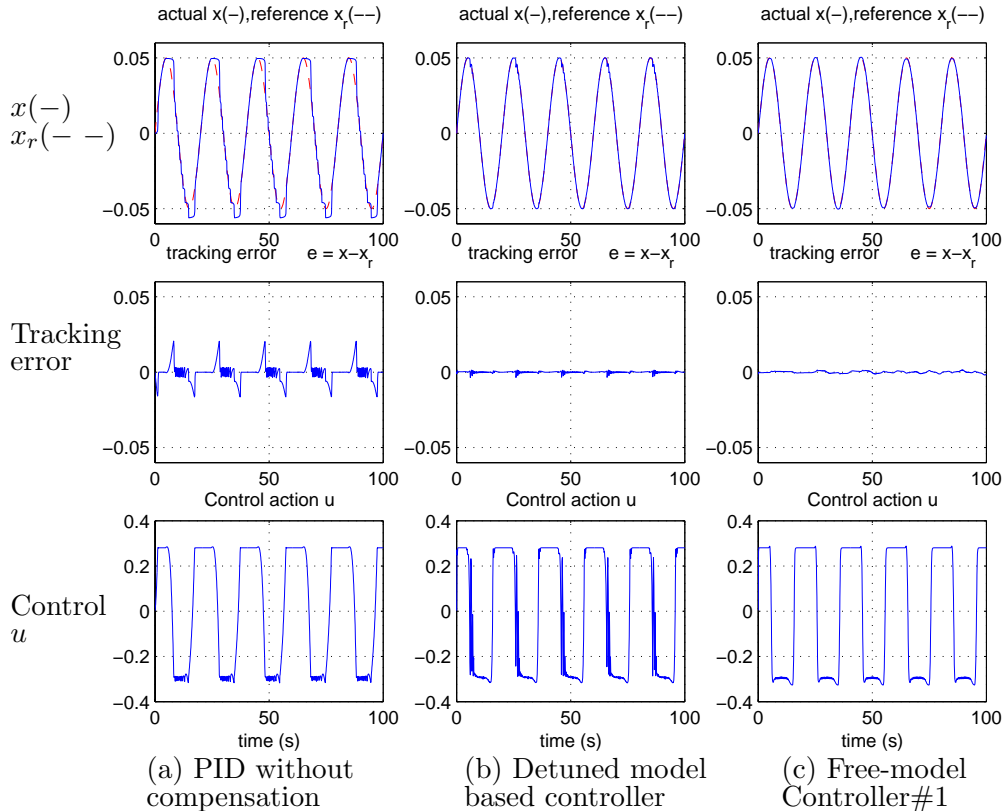 actual x(−),reference x_r(−−)
actual x(−),reference x_r(−−)
actual x(−),reference x_r(−−)
x(−)
x_r(− −)
0.05
0
−0.05
0 50 100
0.05
0
−0.05
0 50 100
0.05
0
−0.05
0 50 100
tracking error e = x−x_r
tracking error e = x−x_r
tracking error e = x−x_r
Tracking
error
0.05
0
−0.05
0 50 100
0.05
0
−0.05
0 50 100
0.05
0
−0.05
0 50 100
Control action u
Control action u
Control action u
Control
u
0.4
0.2
0
−0.2
−0.4
0 50 100
0.4
0.2
0
−0.2
−0.4
0 50 100
0.4
0.2
0
−0.2
−0.4
0 50 100
time (s)
time (s)
time (s)
(a) PID without
compensation
(b) Detuned model
based controller
(c) Free-model
Controller#1